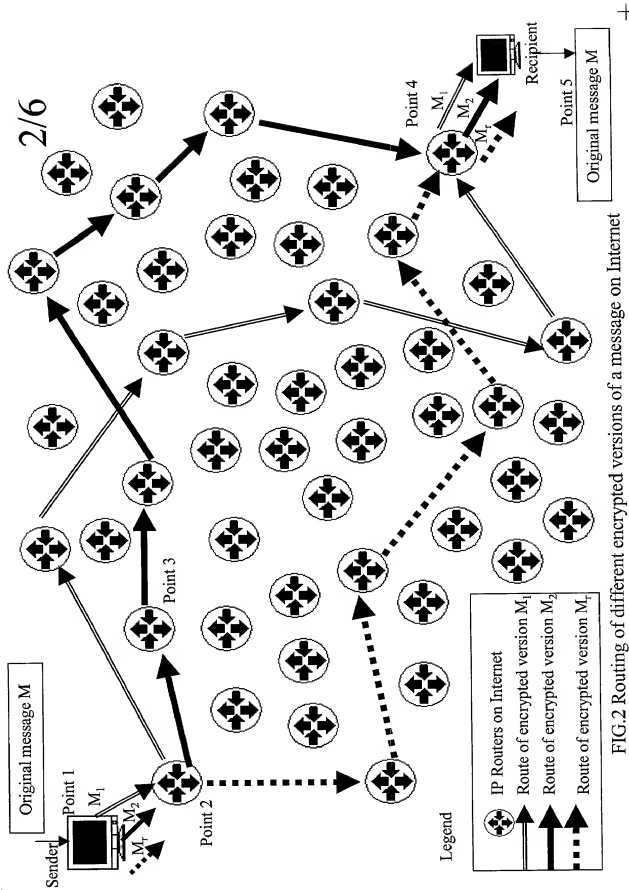 2/6
Original message M
Sender
Point 1
M1
M2
Mr
Point 2
Point 3
Point 4
M1
M2
Mr
Recipient
Point 5
Original message M
Legend
IP Routers on Internet
Route of encrypted version M1
Route of encrypted version M2
Route of encrypted version Mr
FIG.2 Routing of different encrypted versions of a message on Internet